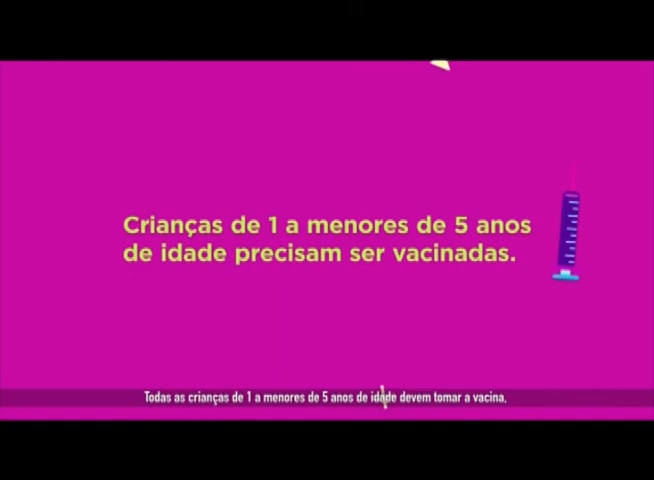 Crianças de 1 a menores de 5 anos
de idade precisam ser vacinadas.
Todas as crianças de 1 a menores de 5 anos de idade devem tomar a vacina,